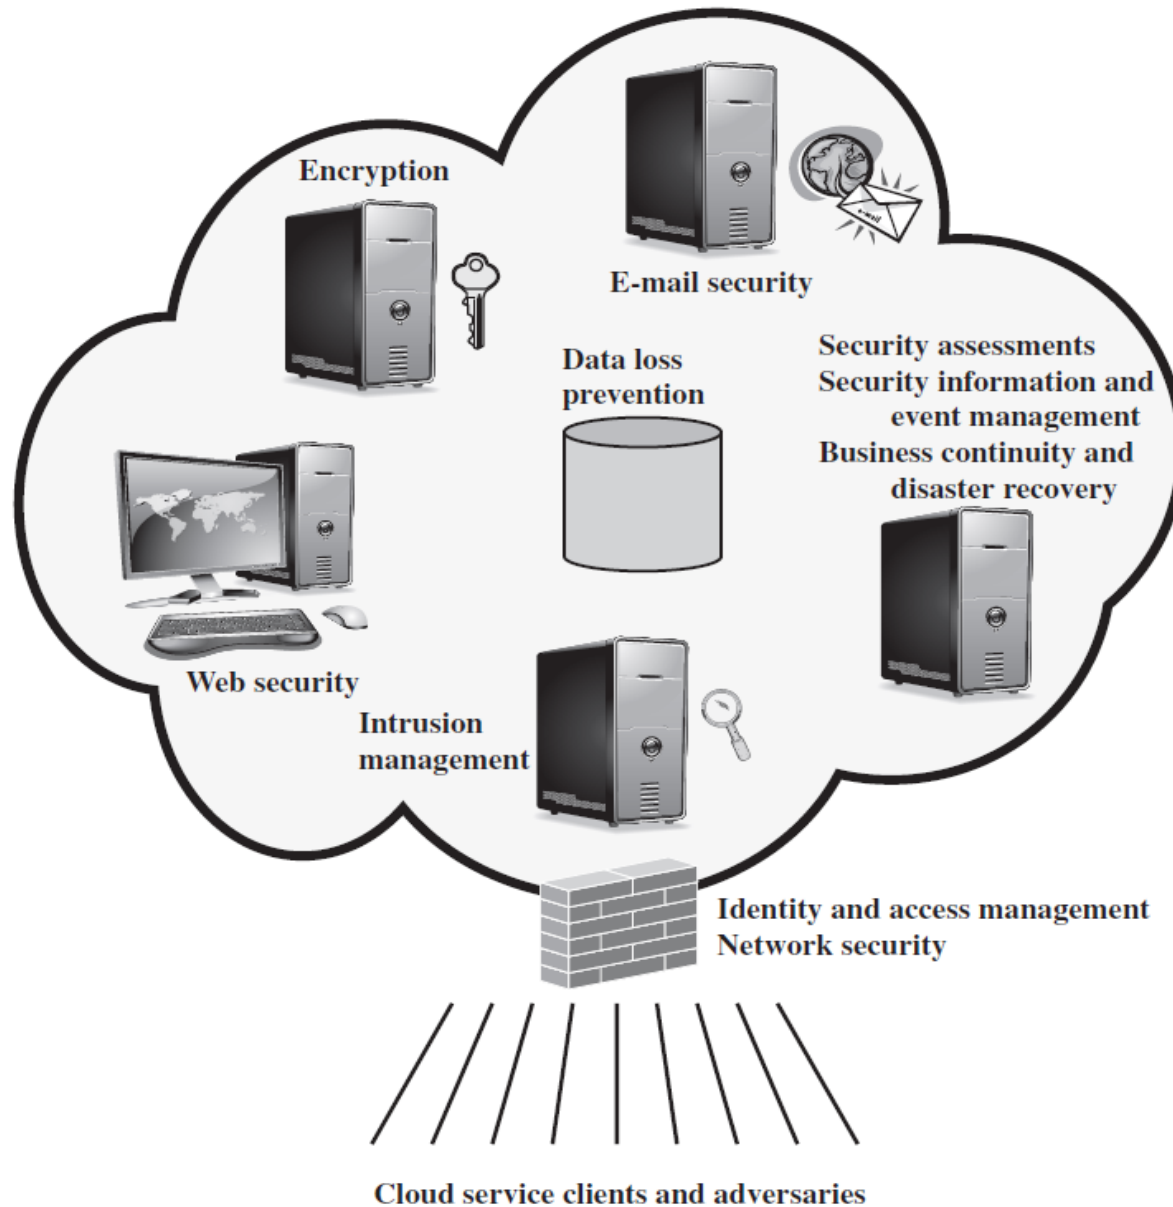 Encryption
e-mail
E-mail security
Data loss
prevention
Security assessments
Security information and
event management
Business continuity and
disaster recovery
Web security
Intrusion
management
Identity and access management
Network security
Cloud service clients and adversaries